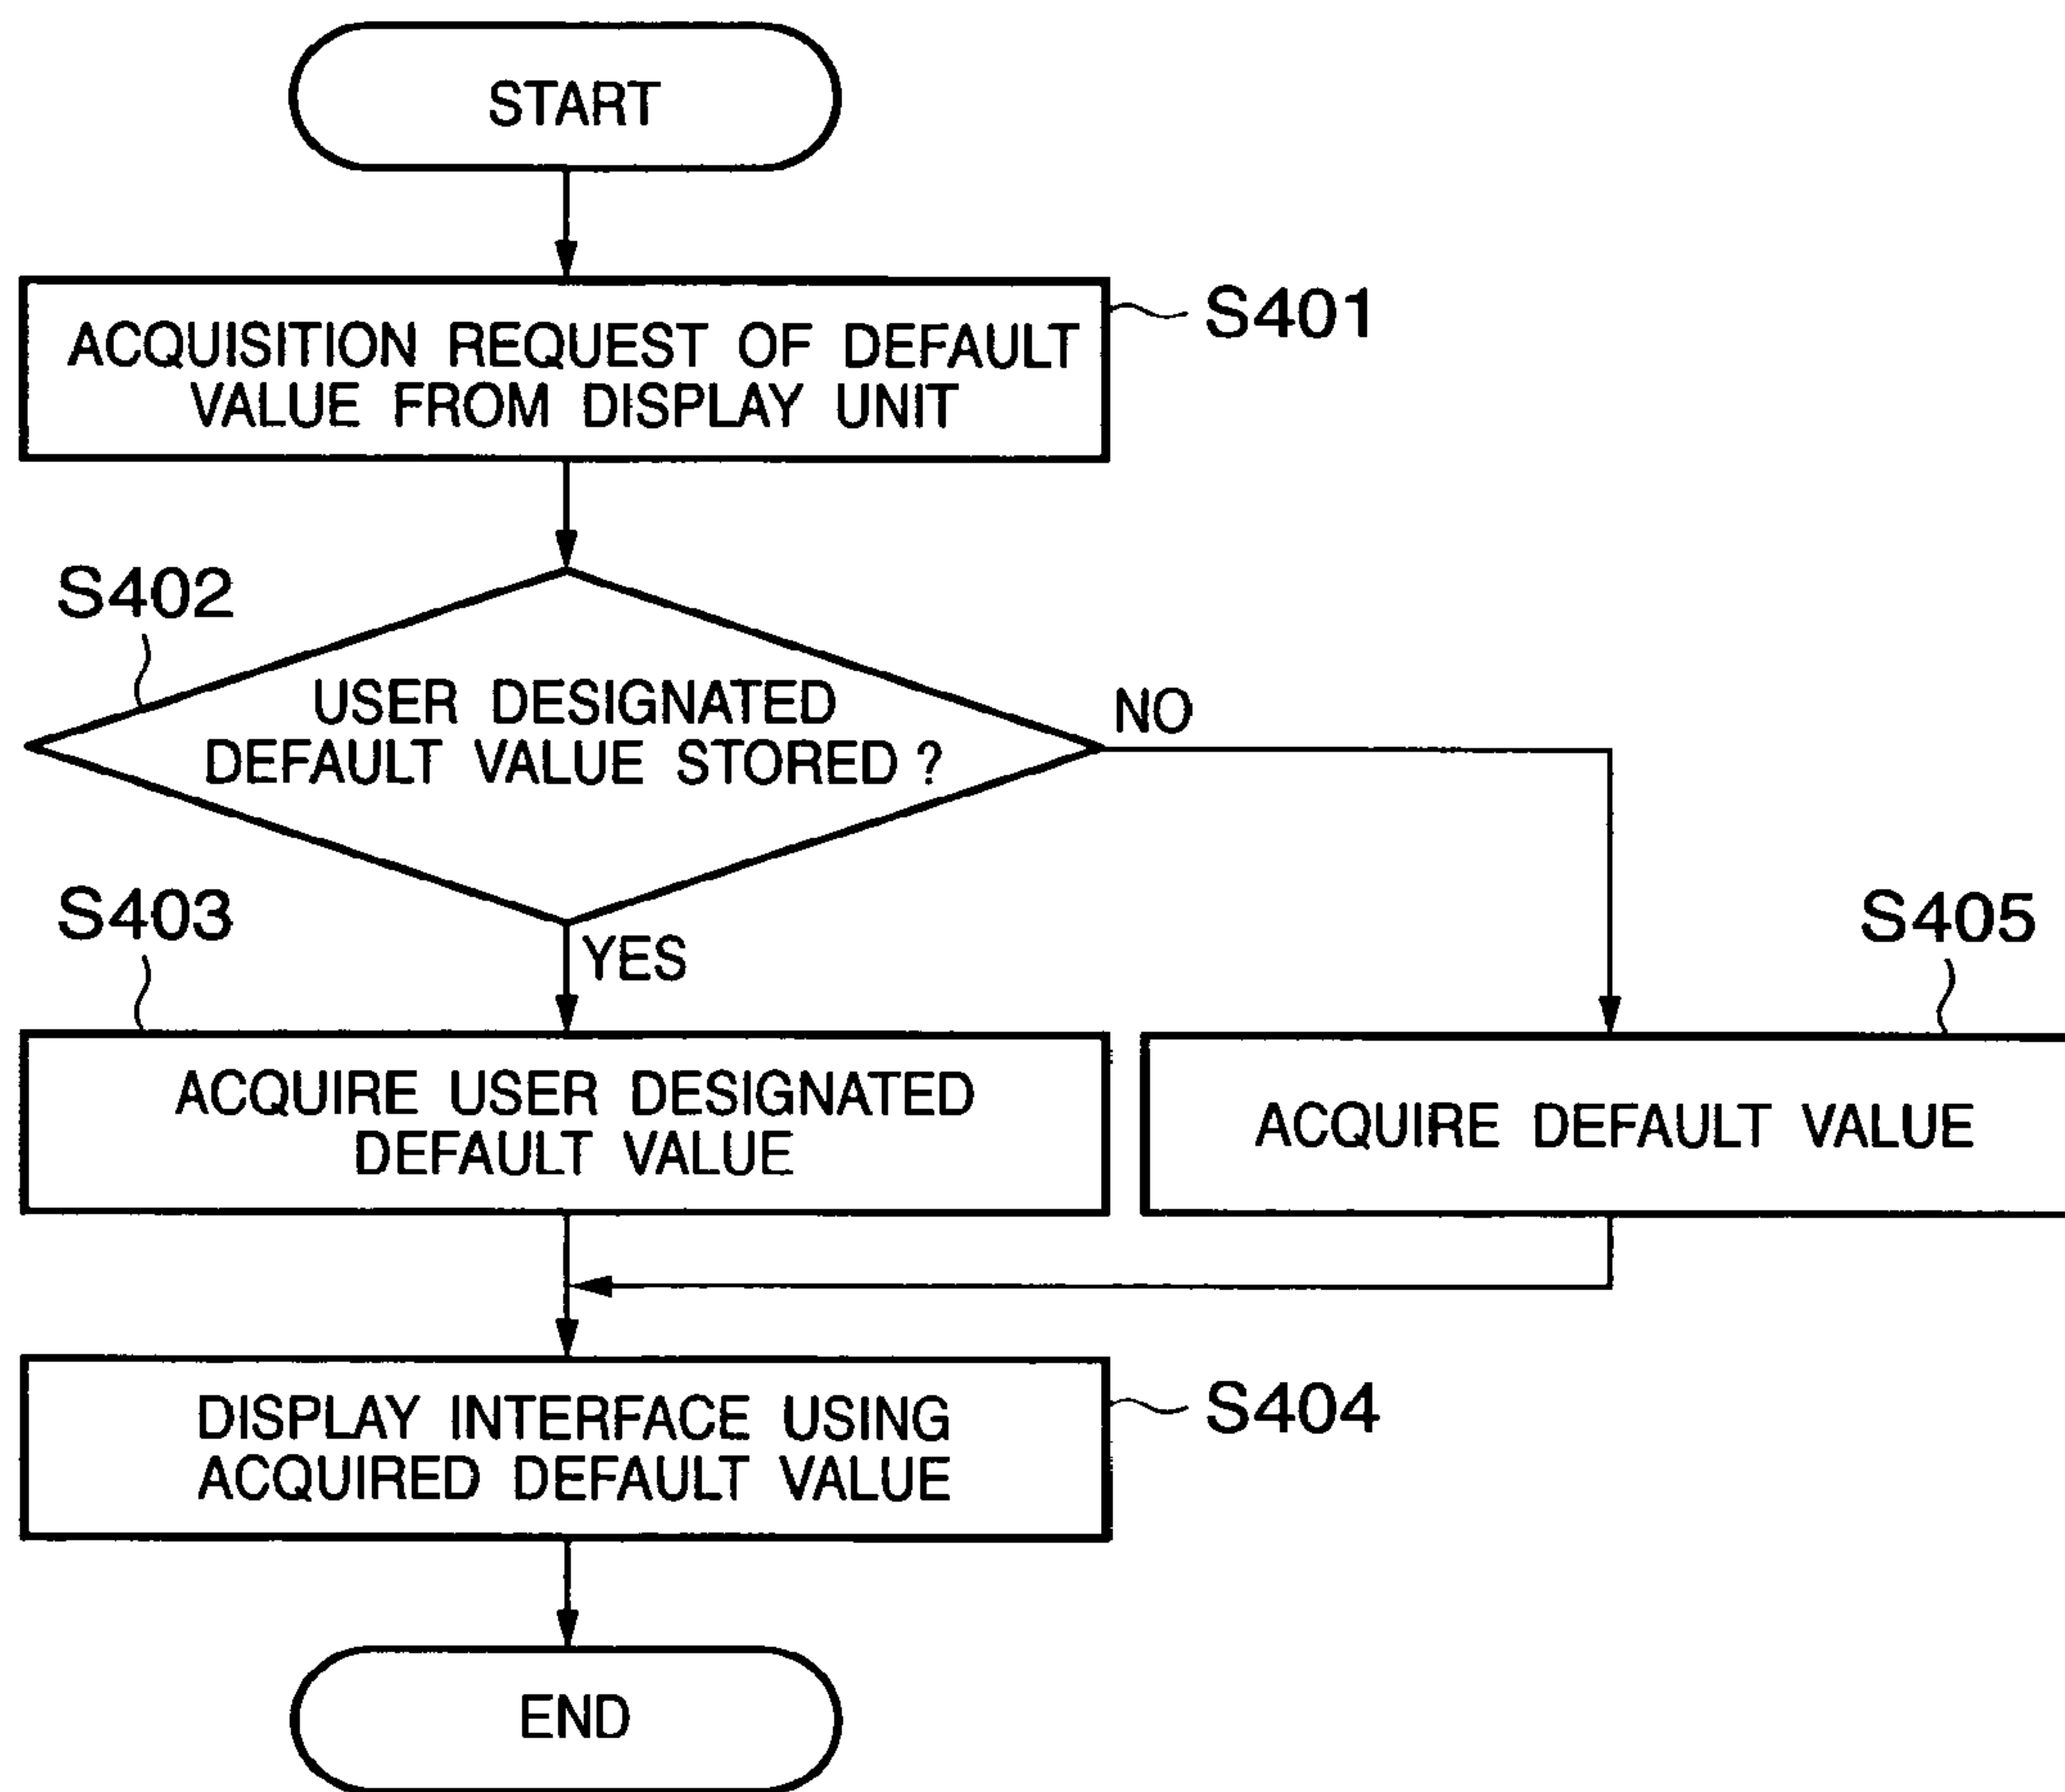 START
ACQUISITION REQUEST OF DEFAULT
VALUE FROM DISPLAY UNIT
S401
S402
USER DESIGNATED
DEFAULT VALUE STORED ?
NO
YES
S403
ACQUIRE USER DESIGNATED
DEFAULT VALUE
S405
ACQUIRE DEFAULT VALUE
DISPLAY INTERFACE USING
ACQUIRED DEFAULT VALUE
S404
END